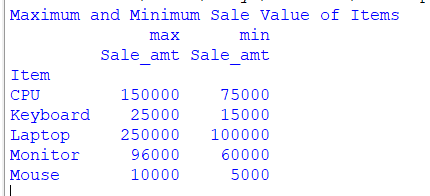 Maximum and Minimum Sale Value of Items
max min
Sale_amt Sale_amt
Item
CPU 150000 75000
Keyboard 25000 15000
Laptop 250000 100000
Monitor 96000 60000
Mouse 10000 5000